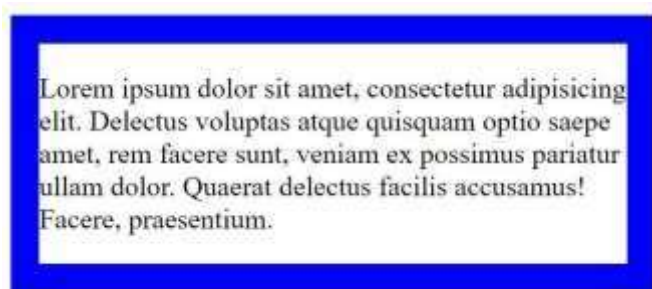 Lorem ipsum dolor sit amet, consectetur adipisicing
elit. Delectus voluptas atque quisquam optio saepe
amet, rem facere sunt, veniam ex possimus pariatur
ullam dolor. Quaerat delectus facilis accusamus!
Facere, praesentium.